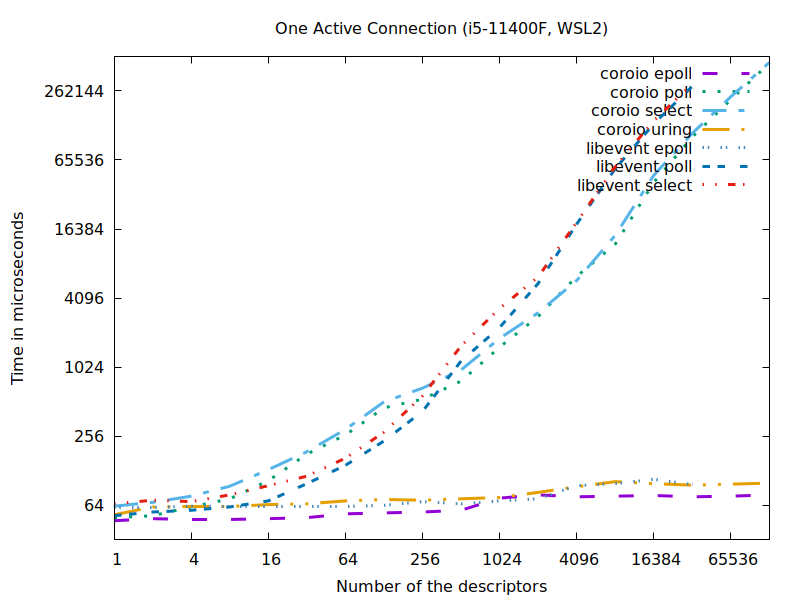 One Active Connection (i5-11400F, WSL2)
coroio epoll
coroio poll
coroio select
coroio uring
libevent epoll
libevent poll
libevent select
262144
65536
16384
4096
1024
256
64
Time in microseconds
1 4 16 64 256 1024 4096 16384 65536
Number of the descriptors